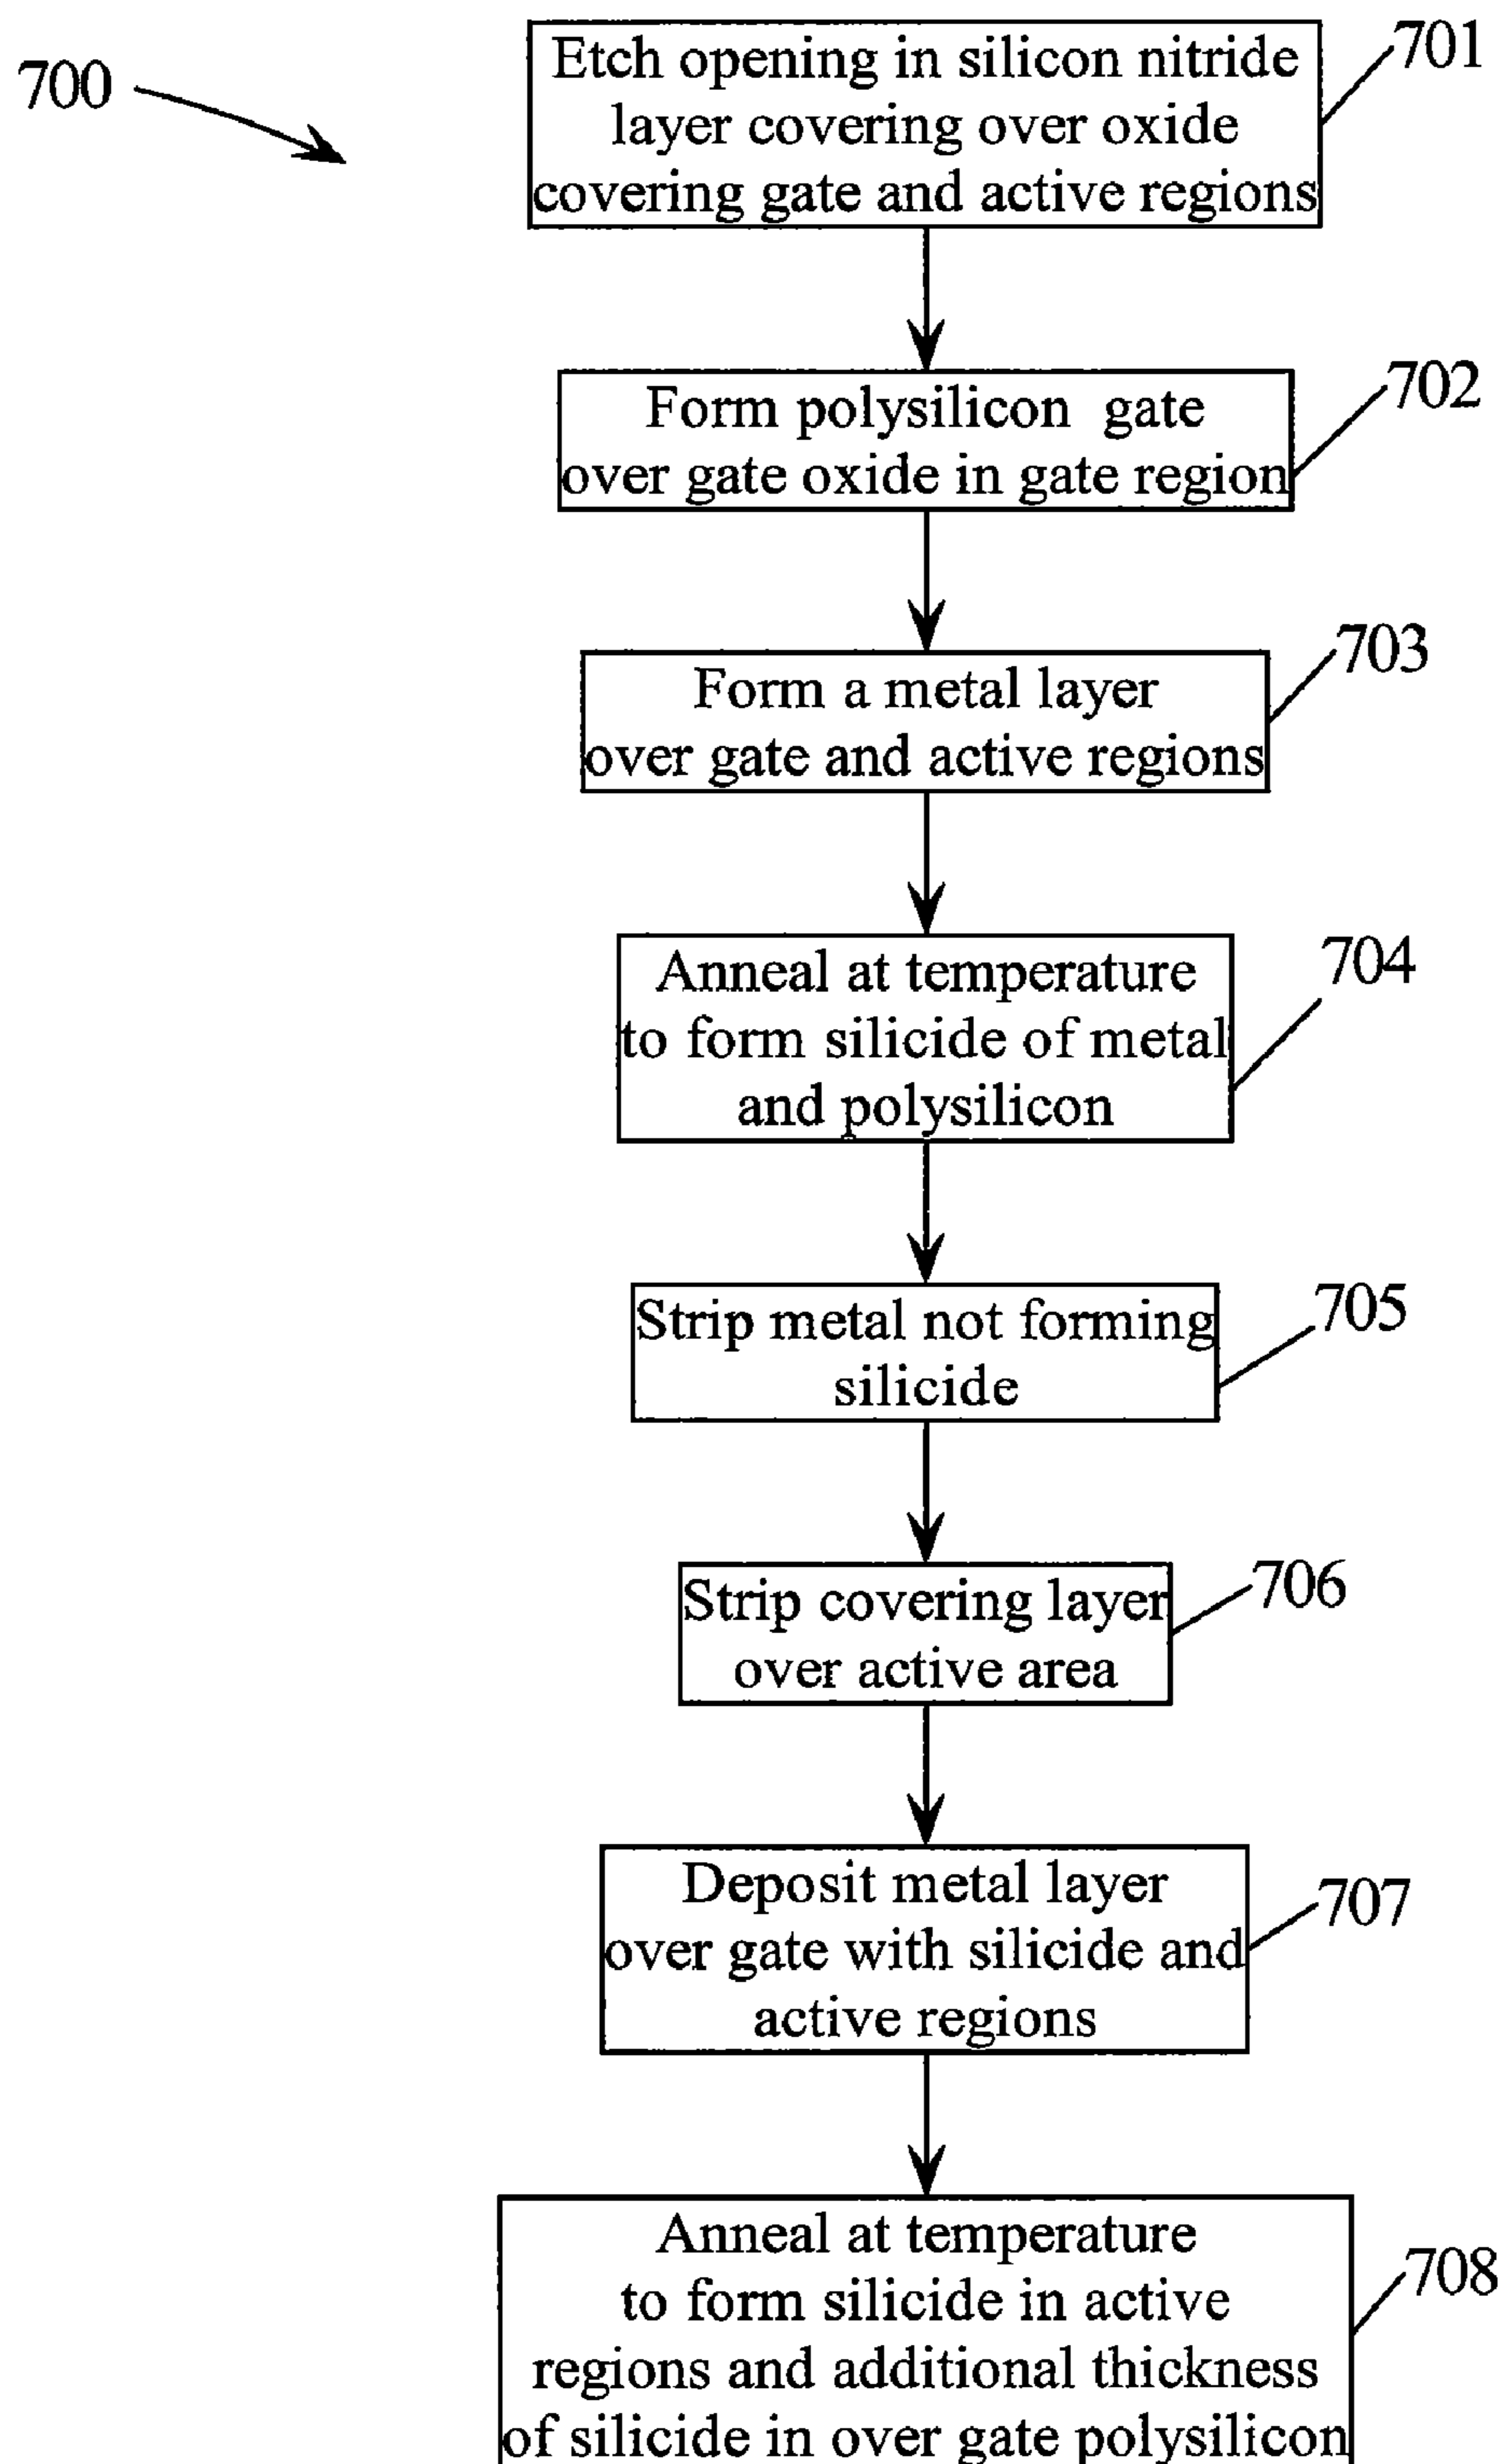 700
701
Etch opening in silicon nitride
layer covering over oxide
covering gate and active regions
702
Form polysilicon gate
over gate oxide in gate region
703
Form a metal layer
over gate and active regions
704
Anneal at temperature
to form silicide of metal
and polysilicon
705
Strip metal not forming
silicide
706
Strip covering layer
over active area
707
Deposit metal layer
over gate with silicide and
active regions
708
Anneal at temperature
to form silicide in active
regions and additional thickness
of silicide in over gate polysilicon